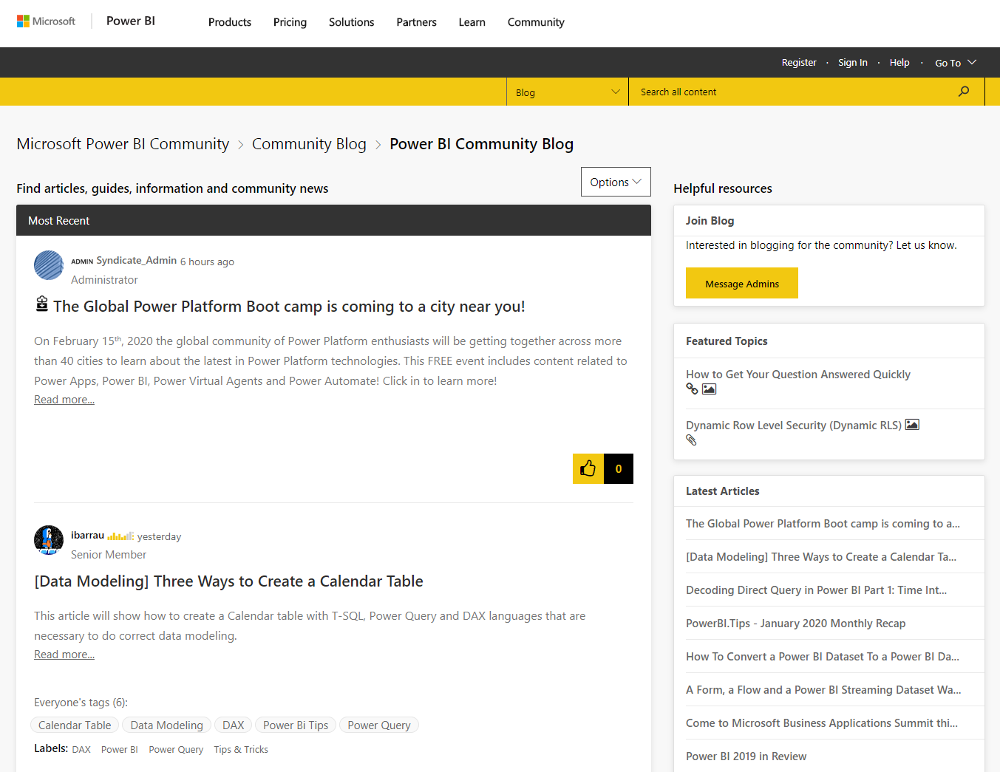 Microsoft Power BI Products Pricing Solutions Partners Learn Community
Register · Sign In · Help · Go To
Blog Search all content
Microsoft Power BI Community > Community Blog > Power BI Community Blog
Options
Find articles, guides, information and community news
Most Recent
ADMIN Syndicate_Admin 6 hours ago
Administrator
The Global Power Platform Boot camp is coming to a city near you!
On February 15th, 2020 the global community of Power Platform enthusiasts will be getting together across more
than 40 cities to learn about the latest in Power Platform technologies. This FREE event includes content related to
Power Apps, Power BI, Power Virtual Agents and Power Automate! Click in to learn more!
Read more...
0
ibarrau yesterday
Senior Member
[Data Modeling] Three Ways to Create a Calendar Table
This article will show how to create a Calendar table with T-SQL, Power Query and DAX languages that are
necessary to do correct data modeling.
Read more...
Everyone's tags (6):
Calendar Table Data Modeling DAX Power Bi Tips Power Query
Labels: DAX Power BI Power Query Tips & Tricks
Helpful resources
Join Blog
Interested in blogging for the community? Let us know.
Message Admins
Featured Topics
How to Get Your Question Answered Quickly
Dynamic Row Level Security (Dynamic RLS)
Latest Articles
The Global Power Platform Boot camp is coming to a...
[Data Modeling] Three Ways to Create a Calendar Ta...
Decoding Direct Query in Power BI Part 1: Time Int...
PowerBI.Tips - January 2020 Monthly Recap
How To Convert a Power BI Dataset To a Power BI Da...
A Form, a Flow and a Power BI Streaming Dataset Wa...
Come to Microsoft Business Applications Summit thi...
Power BI 2019 in Review